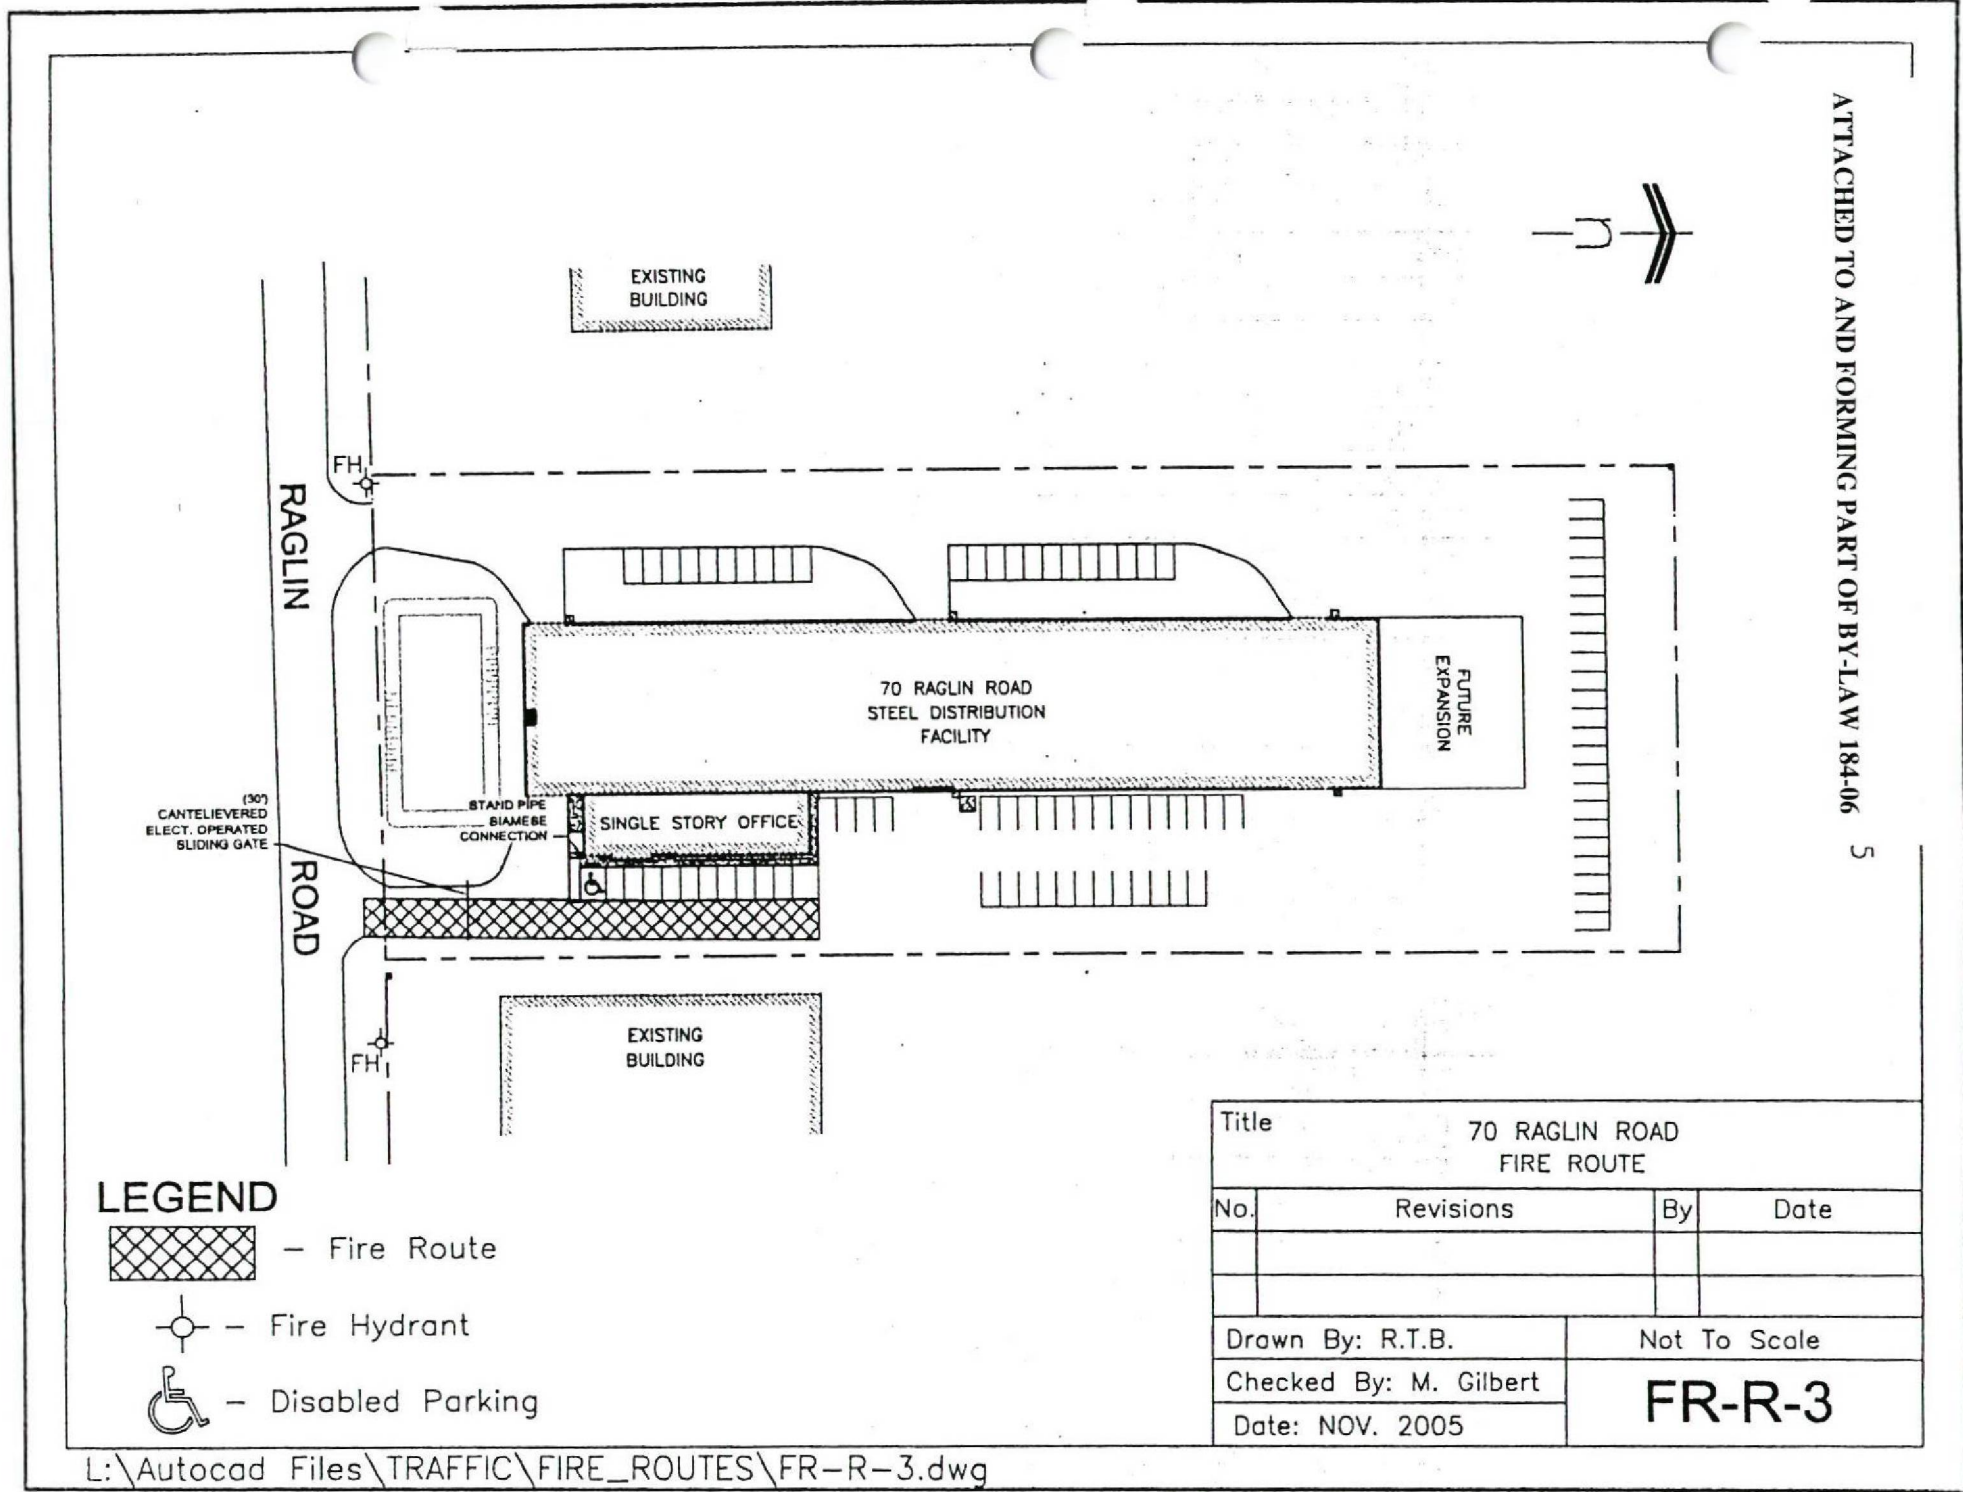 ATTACHED TO AND FORMING PART OF BY-LAW 184-06
5
EXISTING
BUILDING
FH
RAGLIN
ROAD
70 RAGLIN ROAD
STEEL DISTRIBUTION
FACILITY
FUTURE
EXPANSION
(30')
CANTELIEVERED
ELECT. OPERATED
SLIDING GATE
STAND PIPE
SIAMESE
CONNECTION
SINGLE STORY OFFICE
EXISTING
BUILDING
FH
LEGEND
– Fire Route
– Fire Hydrant
– Disabled Parking
Title
70 RAGLIN ROAD
FIRE ROUTE
No. Revisions By Date
Drawn By: R.T.B. Not To Scale
Checked By: M. Gilbert
FR-R-3
Date: NOV. 2005
L:\Autocad Files\TRAFFIC\FIRE_ROUTES\FR-R-3.dwg